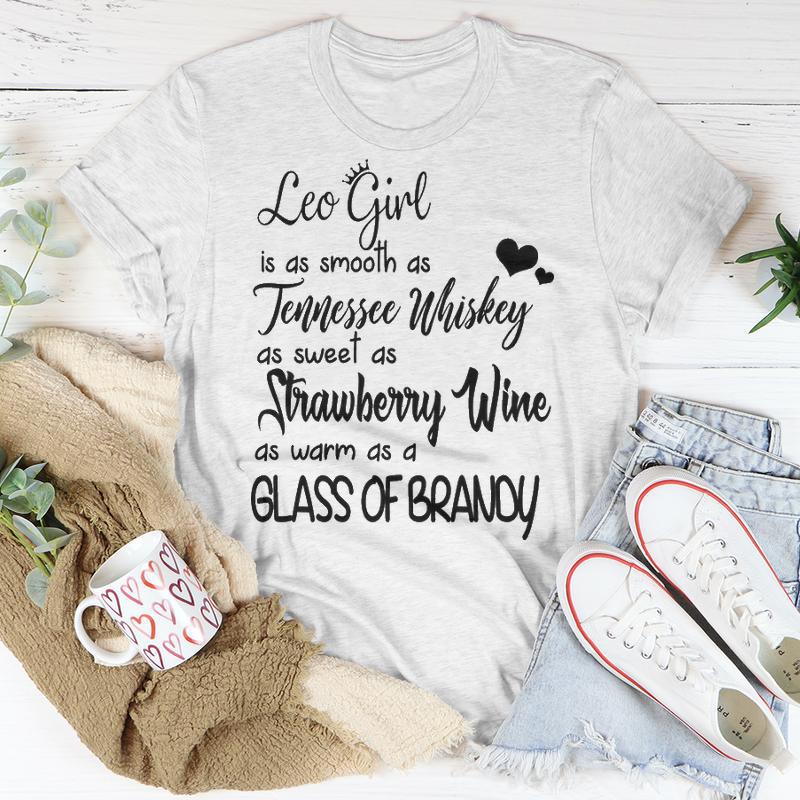 Leo Girl
is as smooth as
Tennessee Whiskey
as sweet as
Strawberry Wine
as warm as a
GLASS OF BRANDY